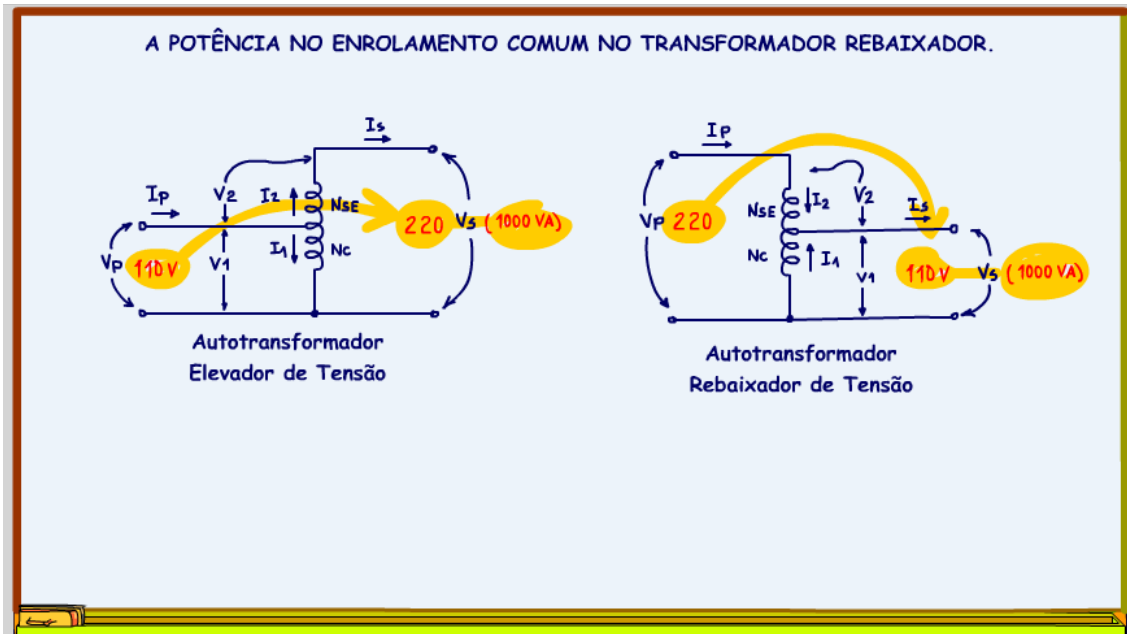 A POTÊNCIA NO ENROLAMENTO COMUM NO TRANSFORMADOR REBAIXADOR.
Is
Ip
V2
I2
NSE
Vp
110 V
V1
I1
Nc
220
Vs
(1000 VA)
Autotransformador
Elevador de Tensão
Ip
Vp
220
NSE
I2
V2
Is
Nc
I1
V1
110 V
Vs
(1000 VA)
Autotransformador
Rebaixador de Tensão